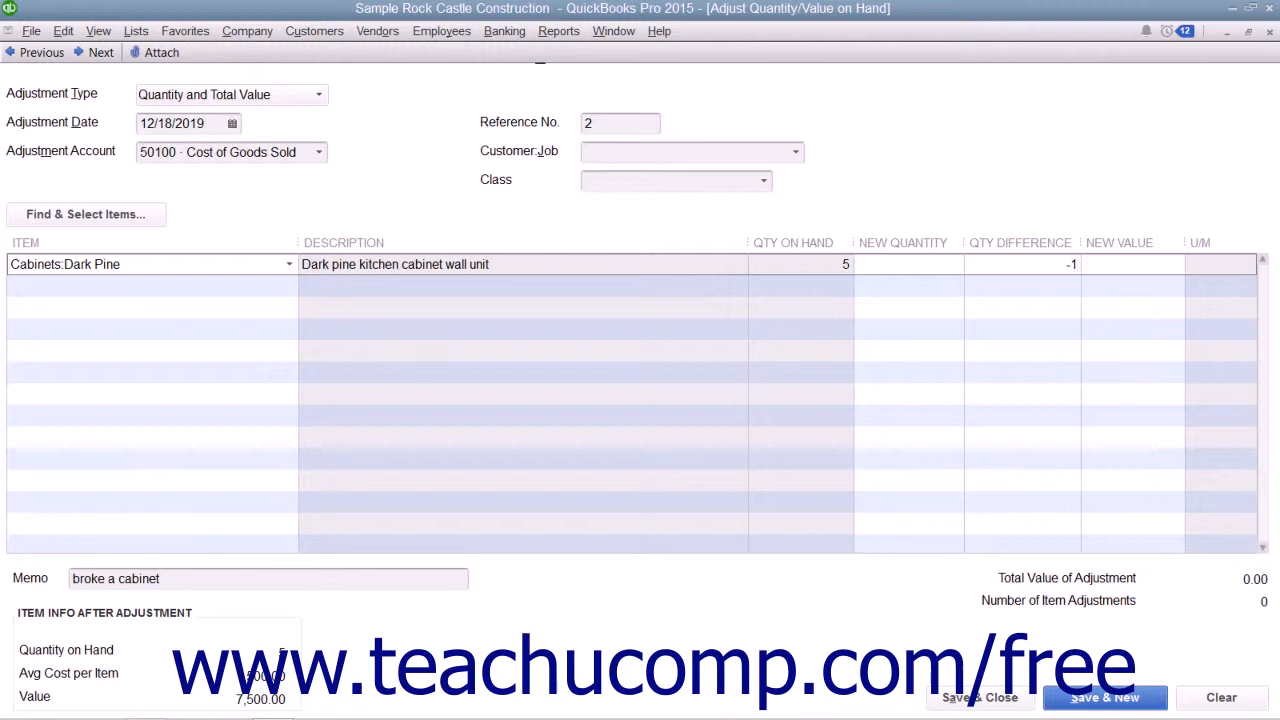 Sample Rock Castle Construction - QuickBooks Pro 2015 - [Adjust Quantity/Value on Hand]
File Edit View Lists Favorites Company Customers Vendors Employees Banking Reports Window Help 12
Previous Next Attach
Adjustment Type Quantity and Total Value
Adjustment Date 12/18/2019 Reference No. 2
Adjustment Account 50100 · Cost of Goods Sold Customer:Job
Class
Find & Select Items...
ITEM DESCRIPTION QTY ON HAND NEW QUANTITY QTY DIFFERENCE NEW VALUE U/M
Cabinets:Dark Pine Dark pine kitchen cabinet wall unit 5 -1
Memo broke a cabinet Total Value of Adjustment 0.00
Number of Item Adjustments 0
ITEM INFO AFTER ADJUSTMENT
Quantity on Hand 5
Avg Cost per Item
Value 7,500.00
www.teachucomp.com/free
Save & Close Save & New Clear